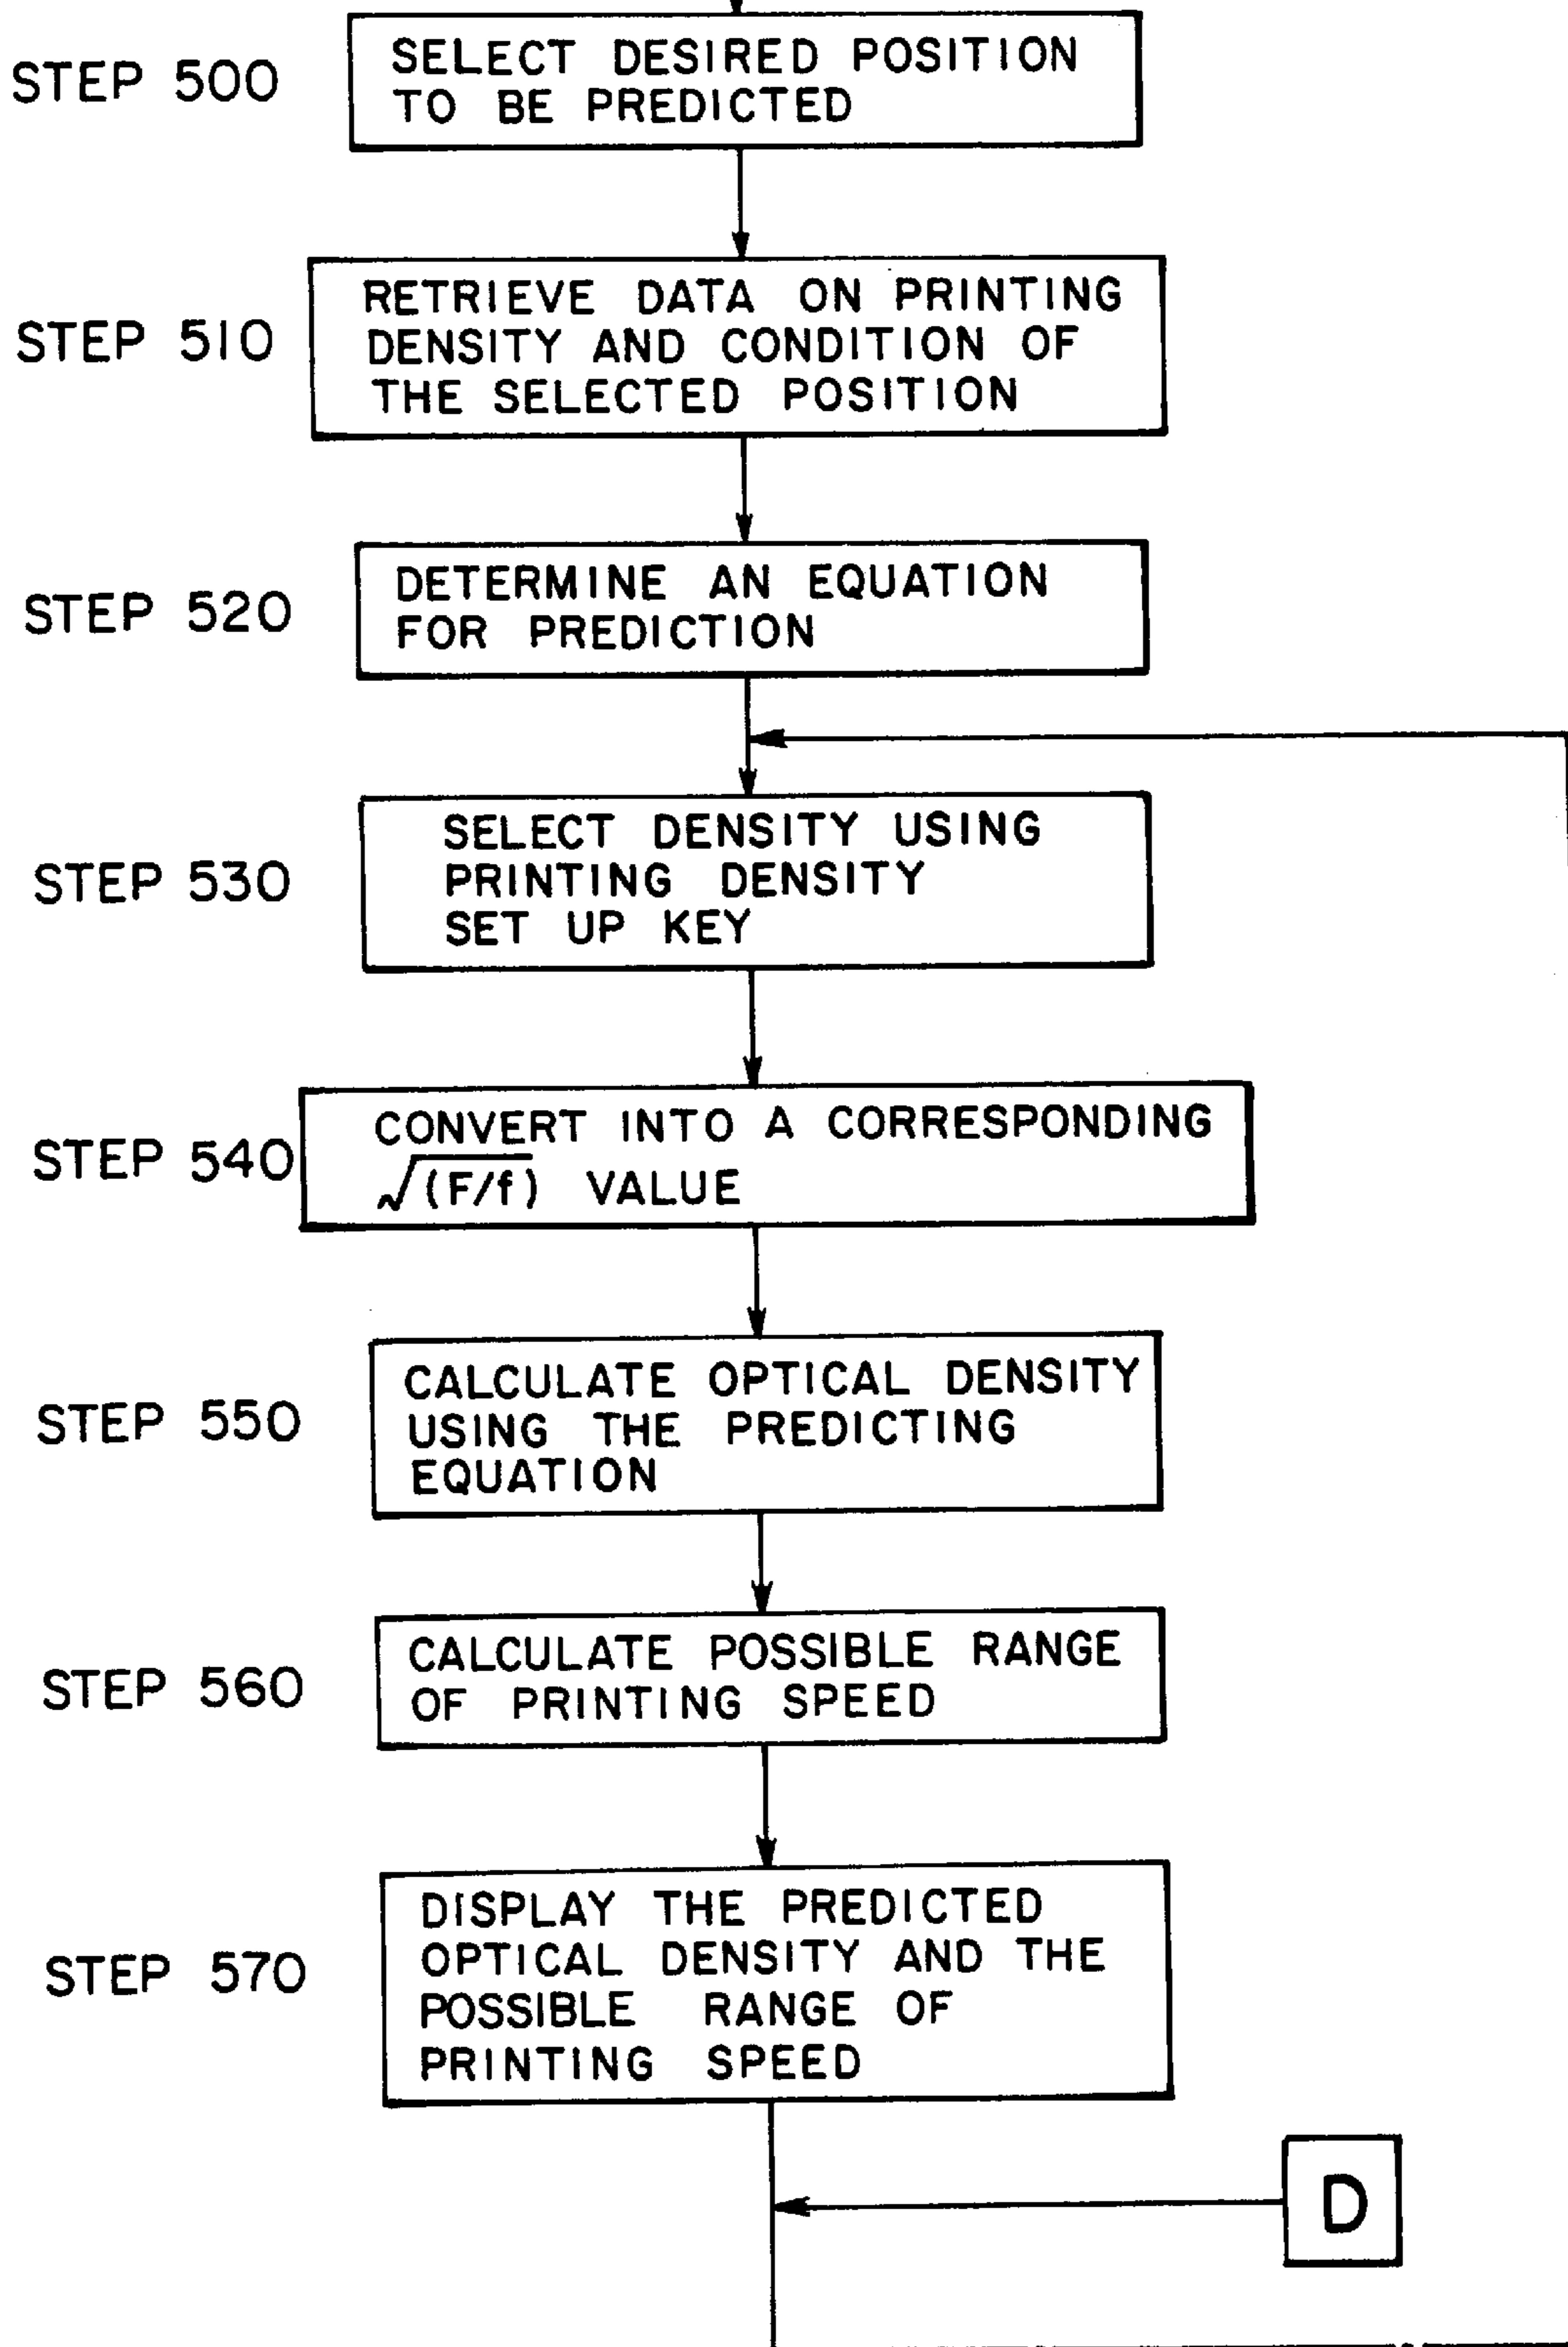 STEP 500
SELECT DESIRED POSITION
TO BE PREDICTED
STEP 510
RETRIEVE DATA ON PRINTING
DENSITY AND CONDITION OF
THE SELECTED POSITION
STEP 520
DETERMINE AN EQUATION
FOR PREDICTION
STEP 530
SELECT DENSITY USING
PRINTING DENSITY
SET UP KEY
STEP 540
CONVERT INTO A CORRESPONDING
√(F/f) VALUE
STEP 550
CALCULATE OPTICAL DENSITY
USING THE PREDICTING
EQUATION
STEP 560
CALCULATE POSSIBLE RANGE
OF PRINTING SPEED
STEP 570
DISPLAY THE PREDICTED
OPTICAL DENSITY AND THE
POSSIBLE RANGE OF
PRINTING SPEED
D